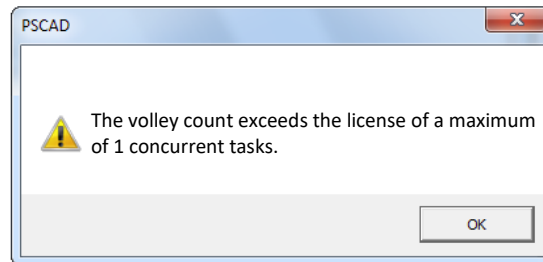 PSCAD
The volley count exceeds the license of a maximum
of 1 concurrent tasks.
OK